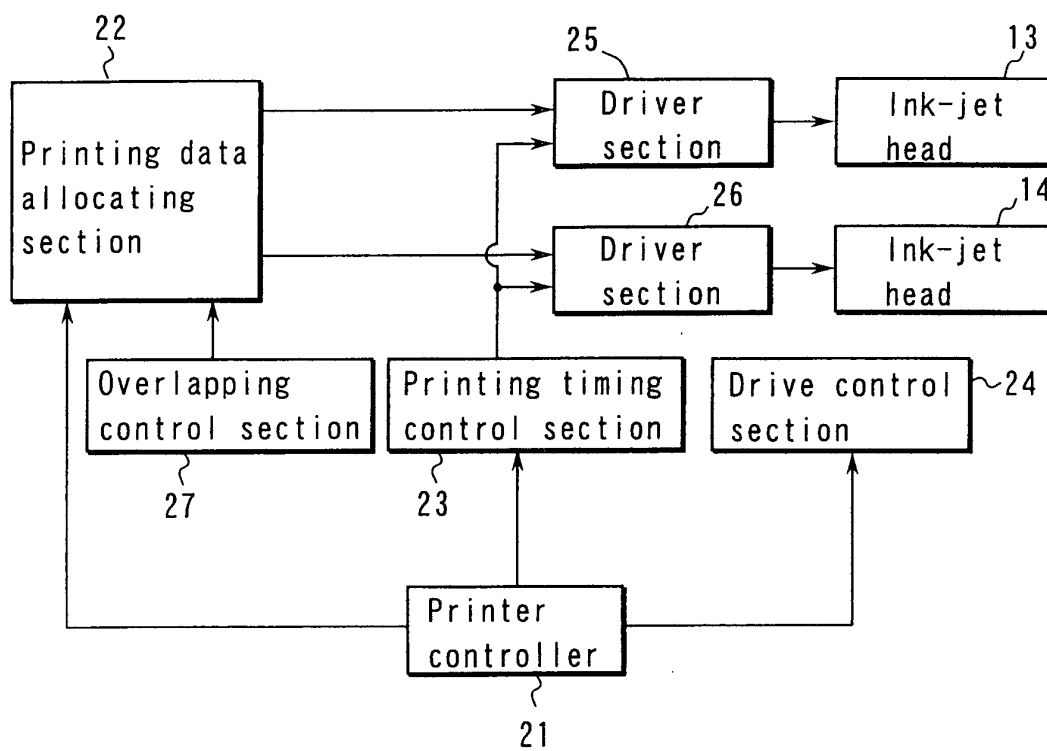 22
Printing data
allocating
section
25
Driver
section
13
Ink-jet
head
26
Driver
section
14
Ink-jet
head
Overlapping
control section
27
Printing timing
control section
23
Drive control
section
24
Printer
controller
21